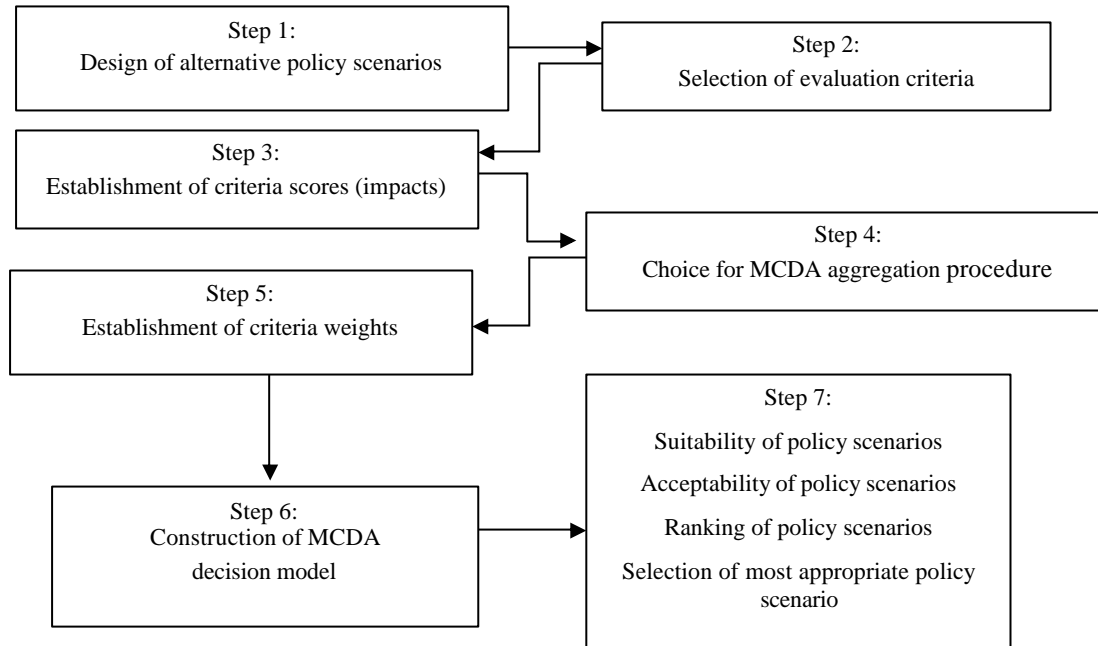 Step 1:
Design of alternative policy scenarios
Step 2:
Selection of evaluation criteria
Step 3:
Establishment of criteria scores (impacts)
Step 4:
Choice for MCDA aggregation procedure
Step 5:
Establishment of criteria weights
Step 6:
Construction of MCDA
decision model
Step 7:
Suitability of policy scenarios
Acceptability of policy scenarios
Ranking of policy scenarios
Selection of most appropriate policy
scenario